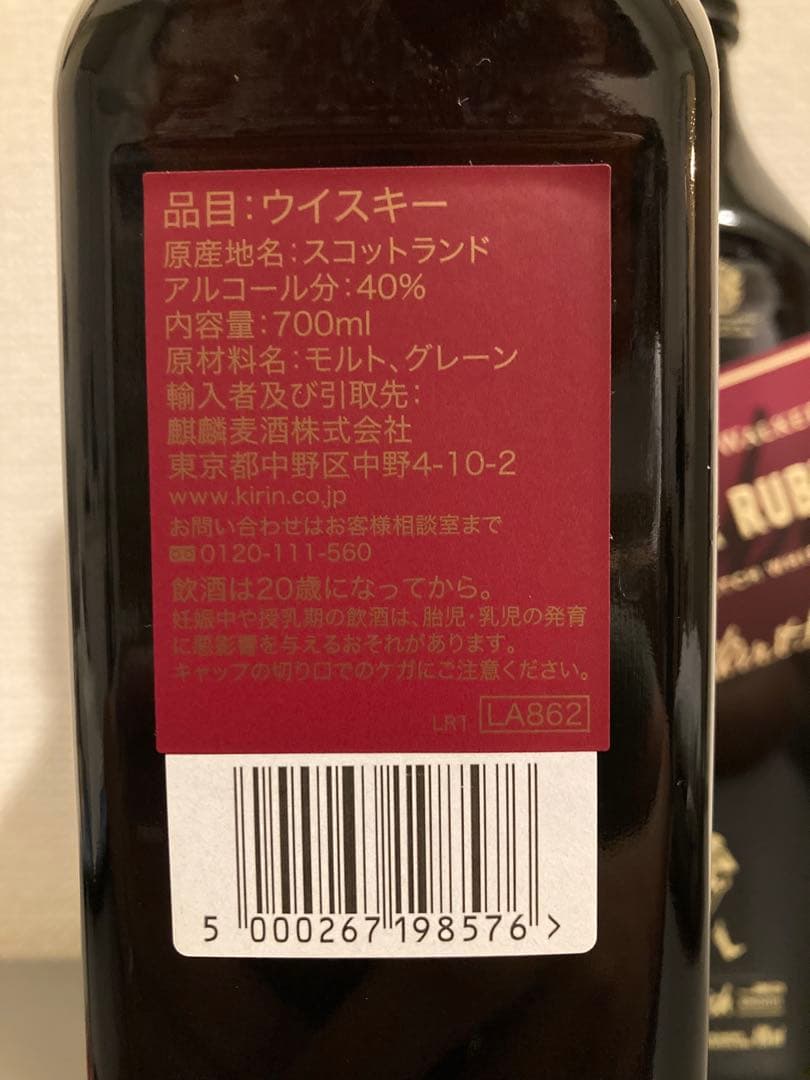 品目:ウイスキー
原産地名:スコットランド
アルコール分:40%
内容量:700ml
原材料名:モルト、グレーン
輸入者及び引取先:
麒麟麦酒株式会社
東京都中野区中野4-10-2
www.kirin.co.jp
お問い合わせはお客様相談室まで
0120-111-560
飲酒は20歳になってから。
妊娠中や授乳期の飲酒は、胎児・乳児の発育
に悪影響を与えるおそれがあります。
キャップの切り口でのケガにご注意ください。
LR1 LA862
5 000267 198576 >
RUB